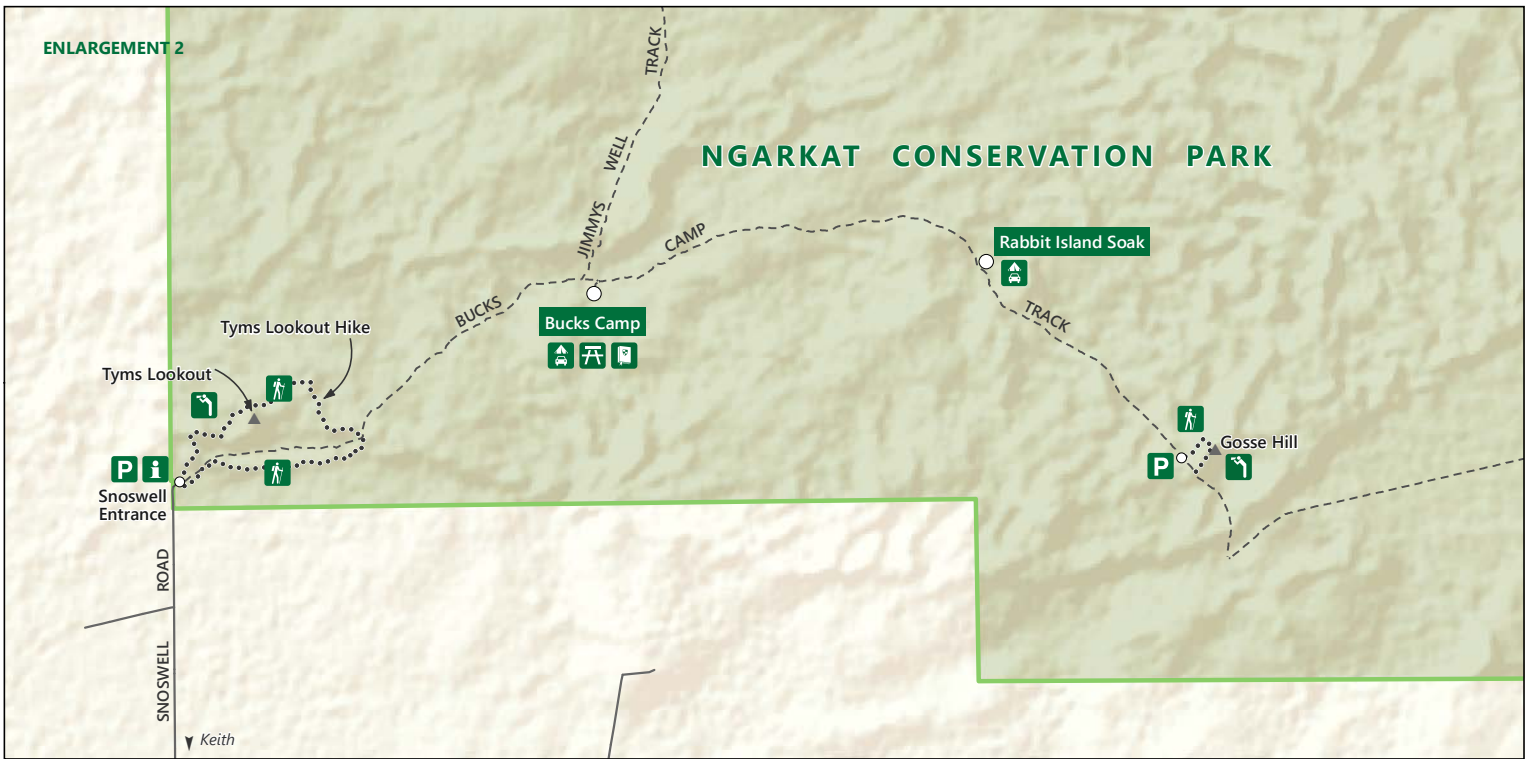 ENLARGEMENT 2
TRACK
WELL
JIMMYS
NGARKAT CONSERVATION PARK
CAMP
Rabbit Island Soak
BUCKS
TRACK
Bucks Camp
Tyms Lookout Hike
Tyms Lookout
Gosse Hill
P
i
P
Snoswell
Entrance
ROAD
SNOSWELL
Keith